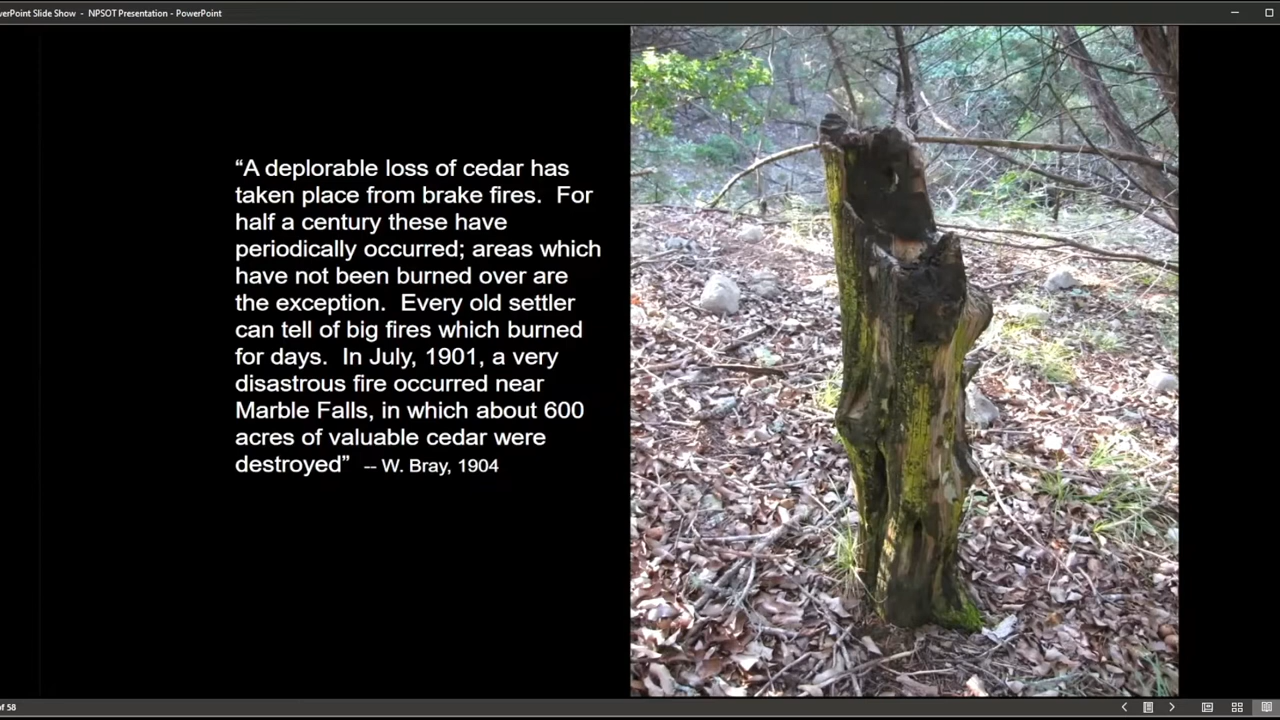 PowerPoint Slide Show - NPSOT Presentation - PowerPoint
“A deplorable loss of cedar has
taken place from brake fires.  For
half a century these have
periodically occurred; areas which
have not been burned over are
the exception.  Every old settler
can tell of big fires which burned
for days.  In July, 1901, a very
disastrous fire occurred near
Marble Falls, in which about 600
acres of valuable cedar were
destroyed”  -- W. Bray, 1904
of 58